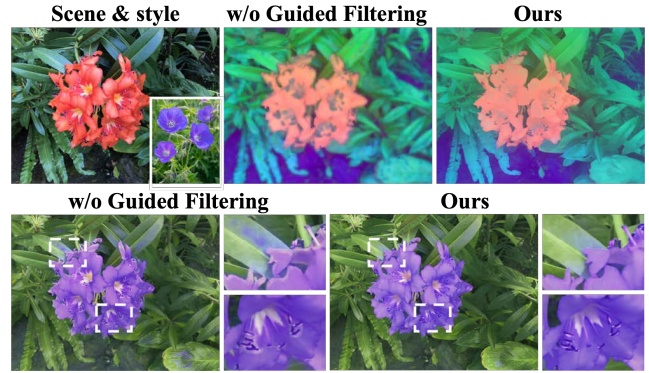 Scene & style
w/o Guided Filtering
Ours
w/o Guided Filtering
Ours